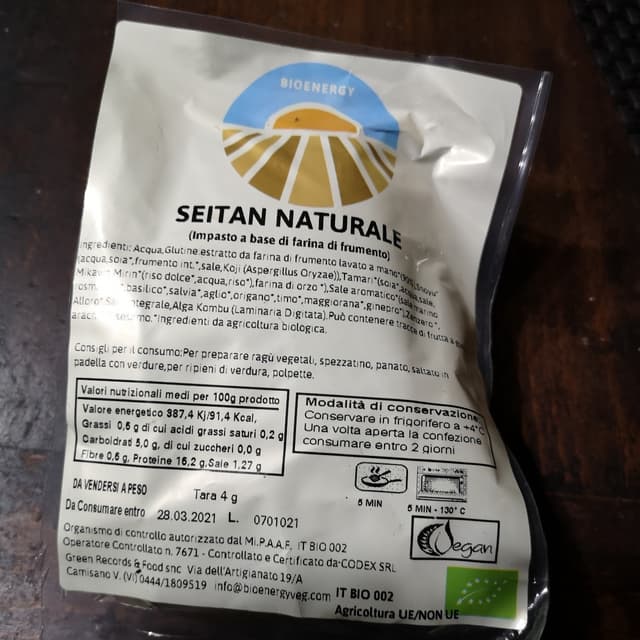 BIOENERGY
SEITAN NATURALE
(Impasto a base di farina di frumento)
Ingredienti: Acqua,Glutine estratto da farina di frumento lavato a mano
(acqua,soia*,frumento int.*,sale,Koji (Aspergillus Oryzae)),Tamari*(soia*,acqua,sale,
Mirin*(riso dolce*,acqua,riso*),farina di orzo*),Sale aromatico*(sale marino
basilico*,salvia*,aglio*,origano*,timo*,maggiorana*,ginepro*),Zenzero*,
Alloro* integrale,Alga Kombu (Laminaria Digitata).Può contenere tracce di frutta a
*Ingredienti da agricoltura biologica.
Consigli per il consumo:Per preparare ragù vegetali, spezzatino, panato, saltato in
padella con verdure,per ripieni di verdura, polpette.
Valori nutrizionali medi per 100g prodotto
Valore energetico 387,4 Kj/91,4 Kcal,
Grassi 0,6 g di cui acidi grassi saturi 0,2 g
Carboidrati 5,0 g, di cui zuccheri 0,0 g
Fibre 0,6 g, Proteine 16,2 g,Sale 1,27 g
Modalità di conservazione
Conservare in frigorifero a +4°C
Una volta aperta la confezione
consumare entro 2 giorni
5 MIN
5 MIN - 130° C
DA VENDERSI A PESO
Tara 4 g
Da Consumare entro 28.03.2021 L. 0701021
Vegan
Organismo di controllo autorizzato dal MI.P.A.A.F. IT BIO 002
Operatore Controllato n. 7671 - Controllato e Certificato da CODEX SRL
Green Records & Food snc Via dell'Artigianato 19/A
Camisano V. (VI) 0444/1809519 info@bioenergyveg.com
IT BIO 002
Agricoltura UE/NON UE